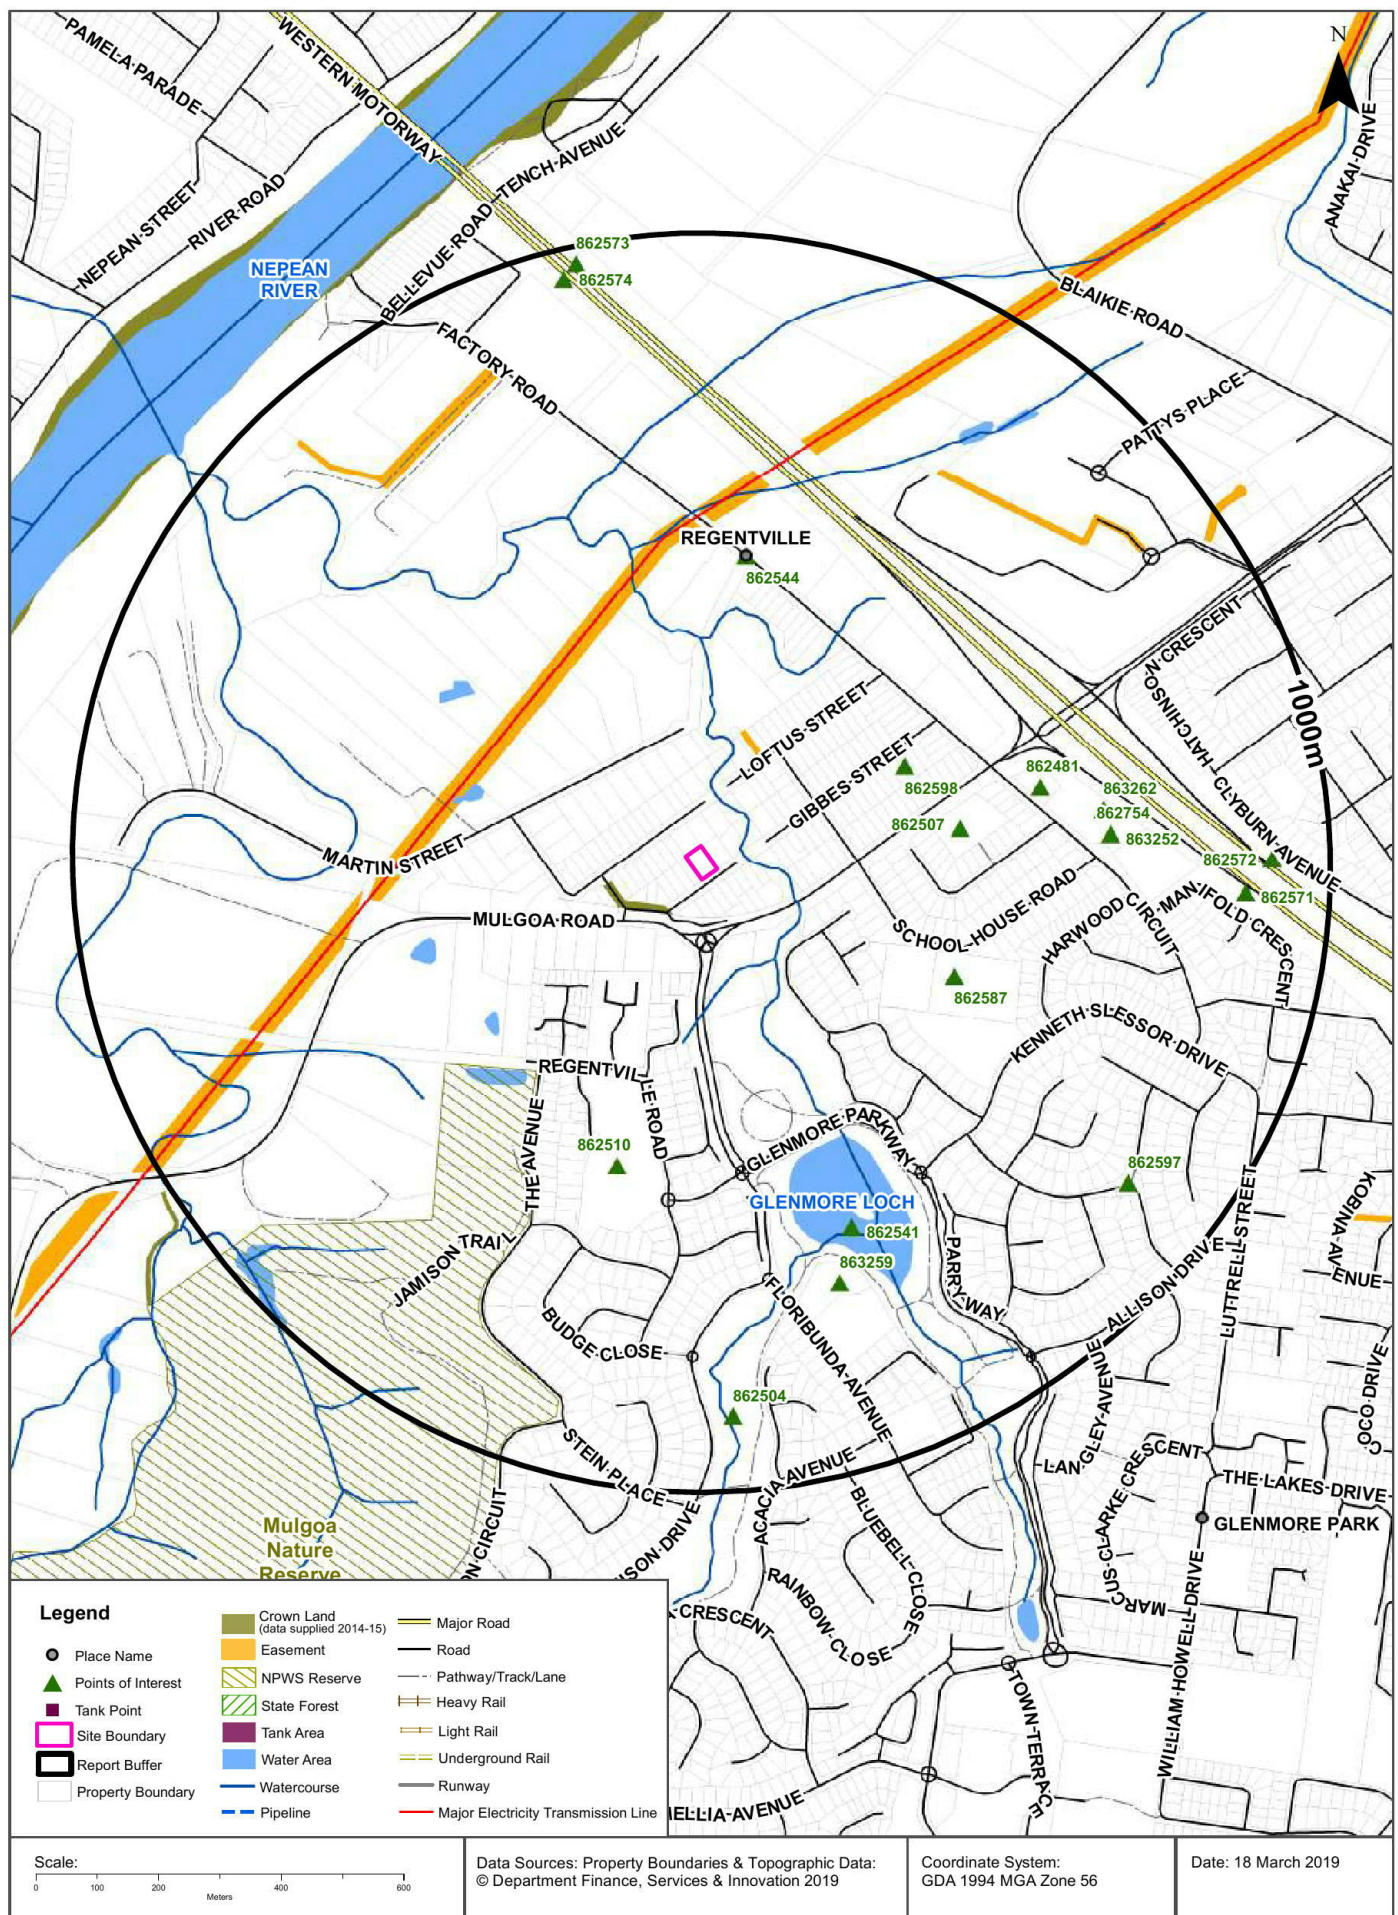 N
PAMELA PARADE
WESTERN MOTORWAY
TENCH AVENUE
ANAKAI DRIVE
NEPEAN STREET
RIVER ROAD
BELLEVUE ROAD
862573
862574
NEPEAN
RIVER
BLAIKIE ROAD
FACTORY ROAD
PATTYS PLACE
REGENTVILLE
862544
N CRESCENT
HATCHINSO
1000m
LOFTUS STREET
GIBBES STREET
862481
862598
863262
862754
862507
863252
CLYBURN AVENUE
862572
862571
MARTIN STREET
MULGOA ROAD
SCHOOL HOUSE ROAD
HARWOOD CIRCUIT
MANIFOLD CRESCENT
862587
KENNETH SLESSOR DRIVE
REGENTVILLE ROAD
THE AVENUE
862510
GLENMORE PARKWAY
862597
GLENMORE LOCH
862541
863259
KOBINA AVENUE
LUTTRELL STREET
JAMISON TRAIL
PARRY WAY
ALLISON DRIVE
BUDGE CLOSE
FLORIBUNDA AVENUE
862504
LANGLEY AVENUE
COCO DRIVE
STEIN PLACE
ACACIA AVENUE
MARCUS CLARKE CRESCENT
THE LAKES DRIVE
BLUEBELL CLOSE
GLENMORE PARK
Mulgoa
Nature
Reserve
ON CIRCUIT
ISON DRIVE
RAINBOW CLOSE
CRESCENT
MARCUS
WILLIAM HOWELL DRIVE
TOWN TERRACE
ELLIA AVENUE
Legend
Place Name
Points of Interest
Tank Point
Site Boundary
Report Buffer
Property Boundary
Crown Land
(data supplied 2014-15)
Easement
NPWS Reserve
State Forest
Tank Area
Water Area
Watercourse
Pipeline
Major Road
Road
Pathway/Track/Lane
Heavy Rail
Light Rail
Underground Rail
Runway
Major Electricity Transmission Line
Scale:
0 100 200 400 600
Meters
Data Sources: Property Boundaries & Topographic Data:
© Department Finance, Services & Innovation 2019
Coordinate System:
GDA 1994 MGA Zone 56
Date: 18 March 2019